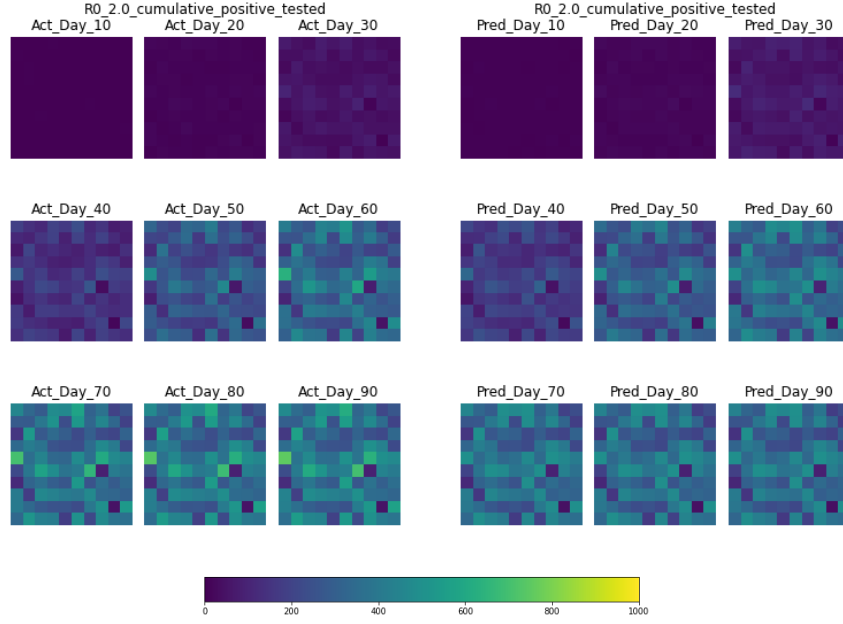 R0_2.0_cumulative_positive_tested
Act_Day_10 Act_Day_20 Act_Day_30
R0_2.0_cumulative_positive_tested
Pred_Day_10 Pred_Day_20 Pred_Day_30
Act_Day_40 Act_Day_50 Act_Day_60
Pred_Day_40 Pred_Day_50 Pred_Day_60
Act_Day_70 Act_Day_80 Act_Day_90
Pred_Day_70 Pred_Day_80 Pred_Day_90
0 200 400 600 800 1000